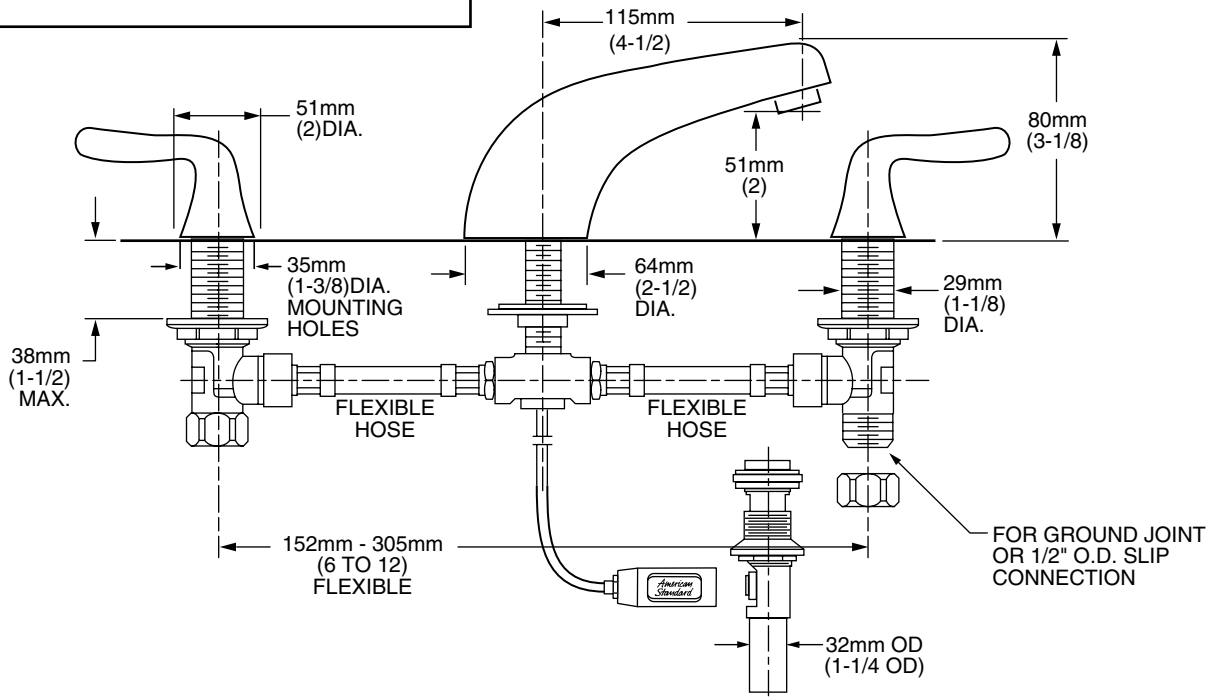 115mm
(4-1/2)
51mm
(2)DIA.
80mm
(3-1/8)
51mm
(2)
35mm
(1-3/8)DIA.
MOUNTING
HOLES
64mm
(2-1/2)
DIA.
29mm
(1-1/8)
DIA.
38mm
(1-1/2)
MAX.
FLEXIBLE
HOSE
FLEXIBLE
HOSE
152mm - 305mm
(6 TO 12)
FLEXIBLE
American
Standard
FOR GROUND JOINT
OR 1/2" O.D. SLIP
CONNECTION
32mm OD
(1-1/4 OD)